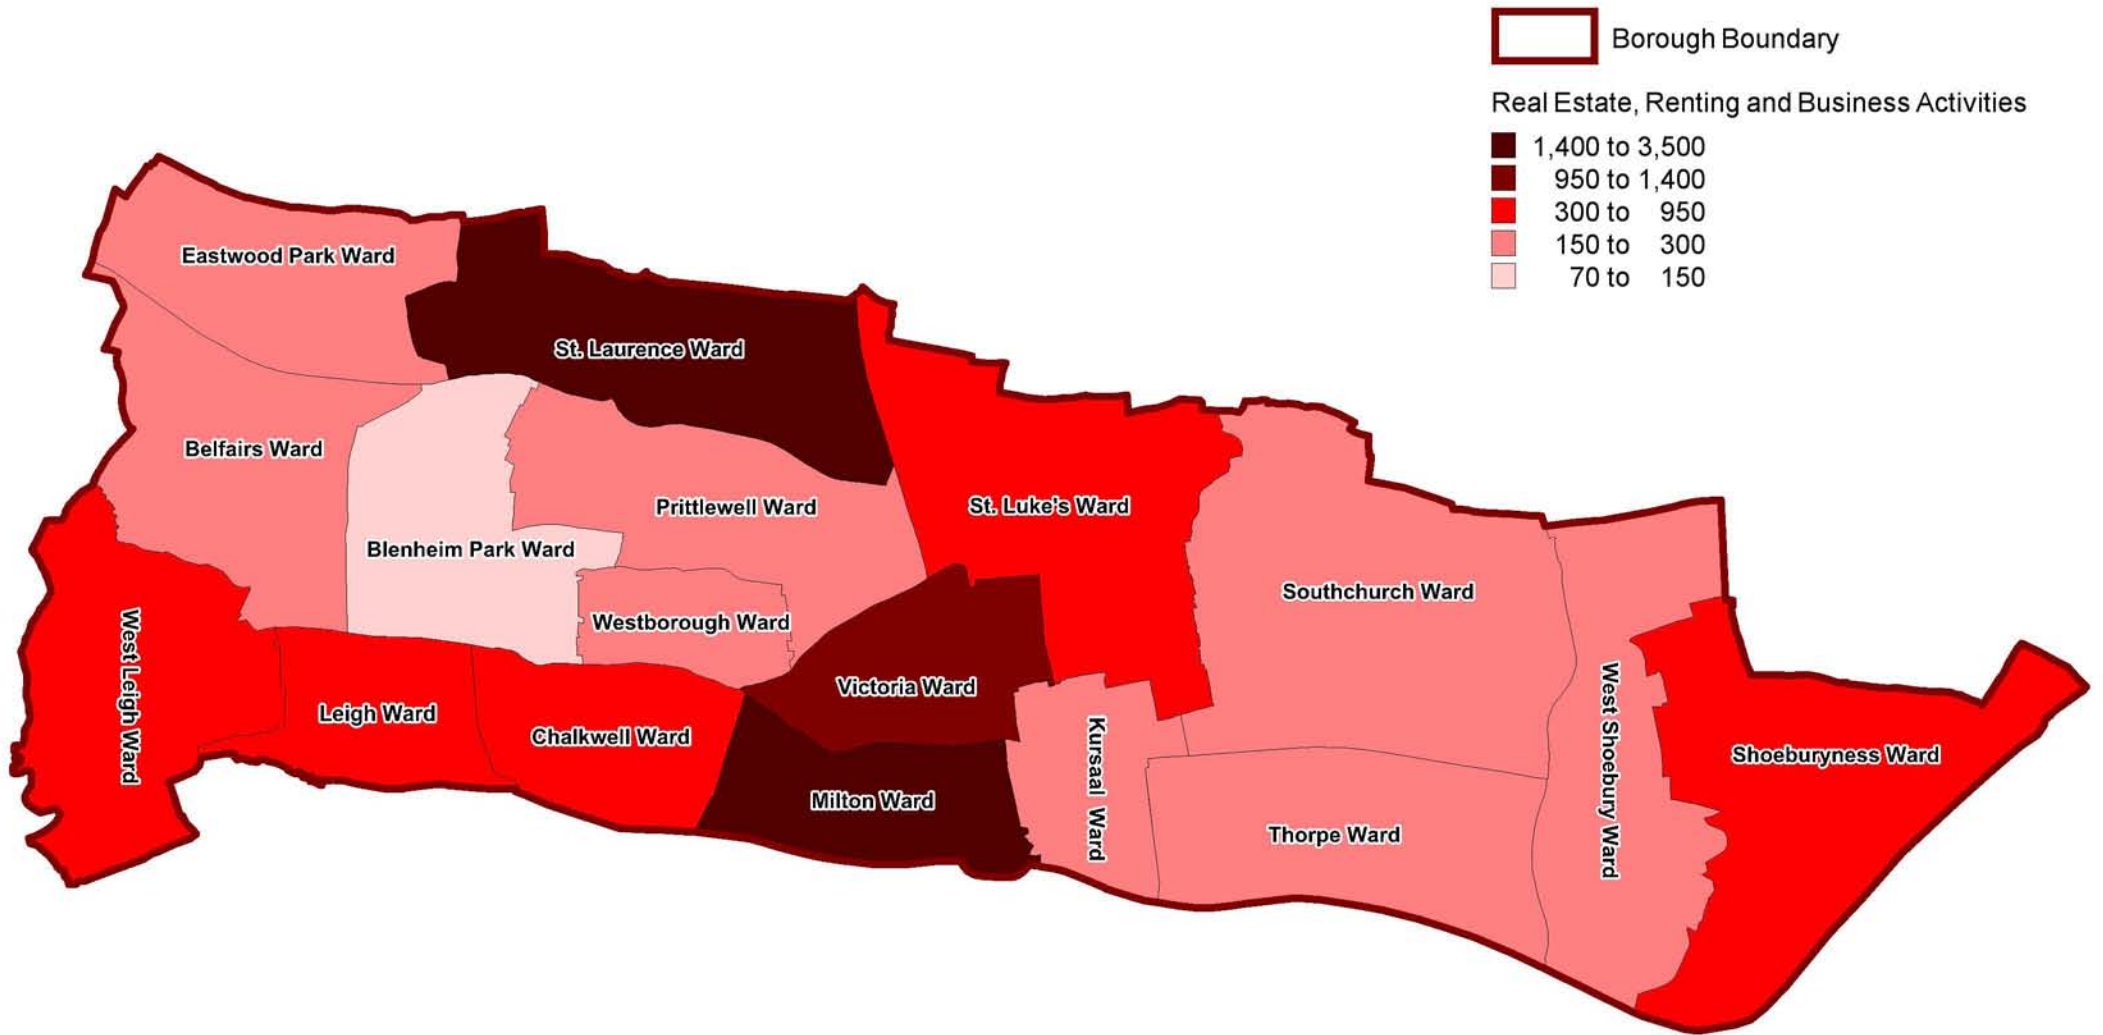 Borough Boundary
Real Estate, Renting and Business Activities
1,400 to 3,500
950 to 1,400
300 to 950
150 to 300
70 to 150
Eastwood Park Ward
St. Laurence Ward
Belfairs Ward
Prittlewell Ward
St. Luke's Ward
Blenheim Park Ward
Southchurch Ward
Westborough Ward
West Leigh Ward
Victoria Ward
Leigh Ward
Chalkwell Ward
Kursaal Ward
West Shoebury Ward
Shoeburyness Ward
Milton Ward
Thorpe Ward